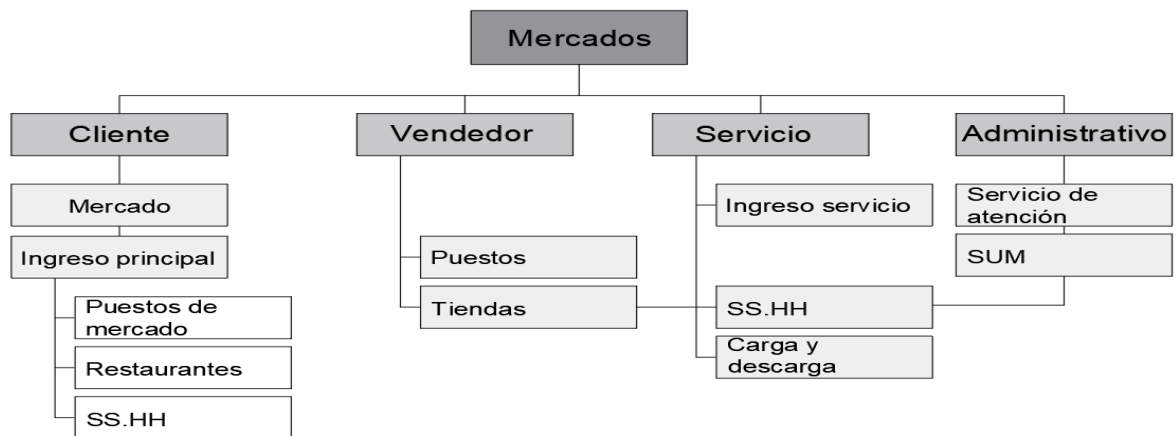 Mercados
Cliente
Vendedor
Servicio
Administrativo
Mercado
Ingreso principal
Puestos de
mercado
Restaurantes
SS.HH
Puestos
Tiendas
Ingreso servicio
SS.HH
Carga y
descarga
Servicio de
atención
SUM